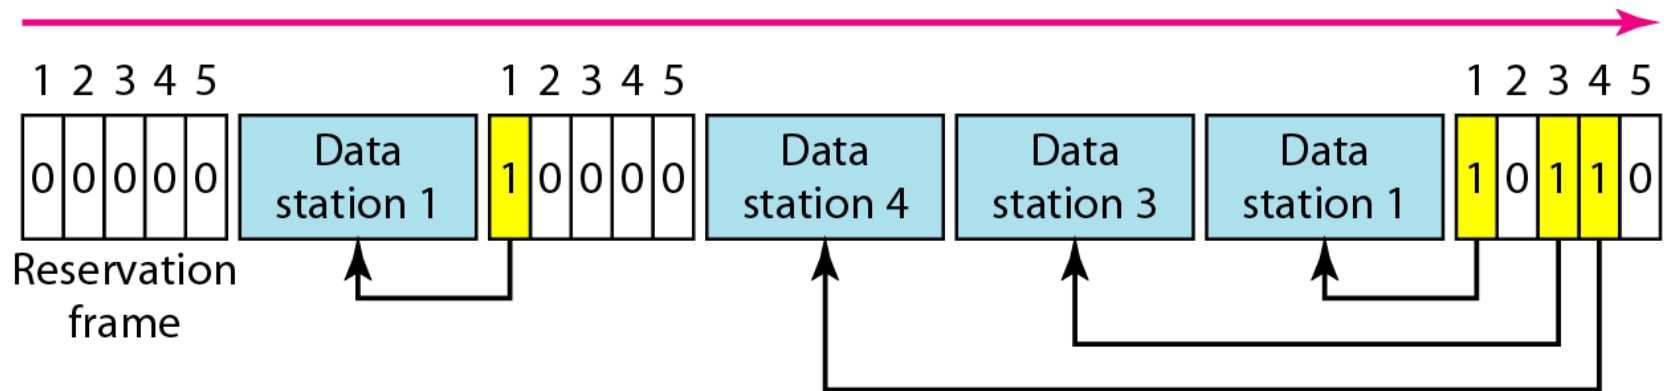 1 2 3 4 5 1 2 3 4 5 1 2 3 4 5
0 0 0 0 0 Data station 1 1 0 0 0 0 Data station 4 Data station 3 Data station 1 1 0 1 1 0
Reservation
frame